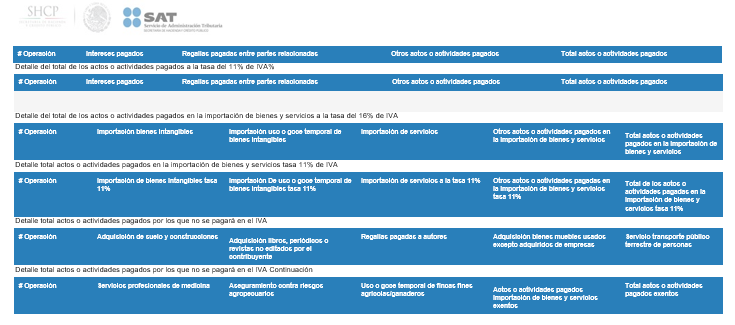 SHCP
SAT
Servicio de Administración Tributaria
# Operación Intereses pagados Regalías pagadas entre partes relacionadas Otros actos o actividades pagados Total actos o actividades pagados
Detalle del total de los actos o actividades pagados a la tasa del 11% de IVA%
# Operación Intereses pagados Regalías pagadas entre partes relacionadas Otros actos o actividades pagados Total actos o actividades pagados
Detalle del total de los actos o actividades pagados en la importación de bienes y servicios a la tasa del 16% de IVA
# Operación Importación bienes intangibles Importación uso o goce temporal de bienes intangibles Importación de servicios Otros actos o actividades pagados en la importación de bienes y servicios Total actos o actividades pagados en la importación de bienes y servicios
Detalle total actos o actividades pagados en la importación de bienes y servicios tasa 11% de IVA
# Operación Importación de bienes intangibles tasa 11% Importación De uso o goce temporal de bienes intangibles tasa 11% Importación de servicios a la tasa 11% Otros actos o actividades pagados en la importación de bienes y servicios tasa 11% Total de los actos o actividades pagados en la importación de bienes y servicios tasa 11%
Detalle total actos o actividades pagados por los que no se pagará en el IVA
# Operación Adquisición de suelo y construcciones Adquisición libros, periódicos o revistas no editados por el contribuyente Regalías pagadas a autores Adquisición bienes muebles usados excepto adquiridos de empresas Servicio transporte público terrestre de personas
Detalle total actos o actividades pagados por los que no se pagará en el IVA Continuación
# Operación Servicios profesionales de medicina Aseguramiento contra riesgos agropecuarios Uso o goce temporal de fincas fines agrícolas/ganaderos Actos o actividades pagados importación de bienes y servicios exentos Total actos o actividades pagados exentos